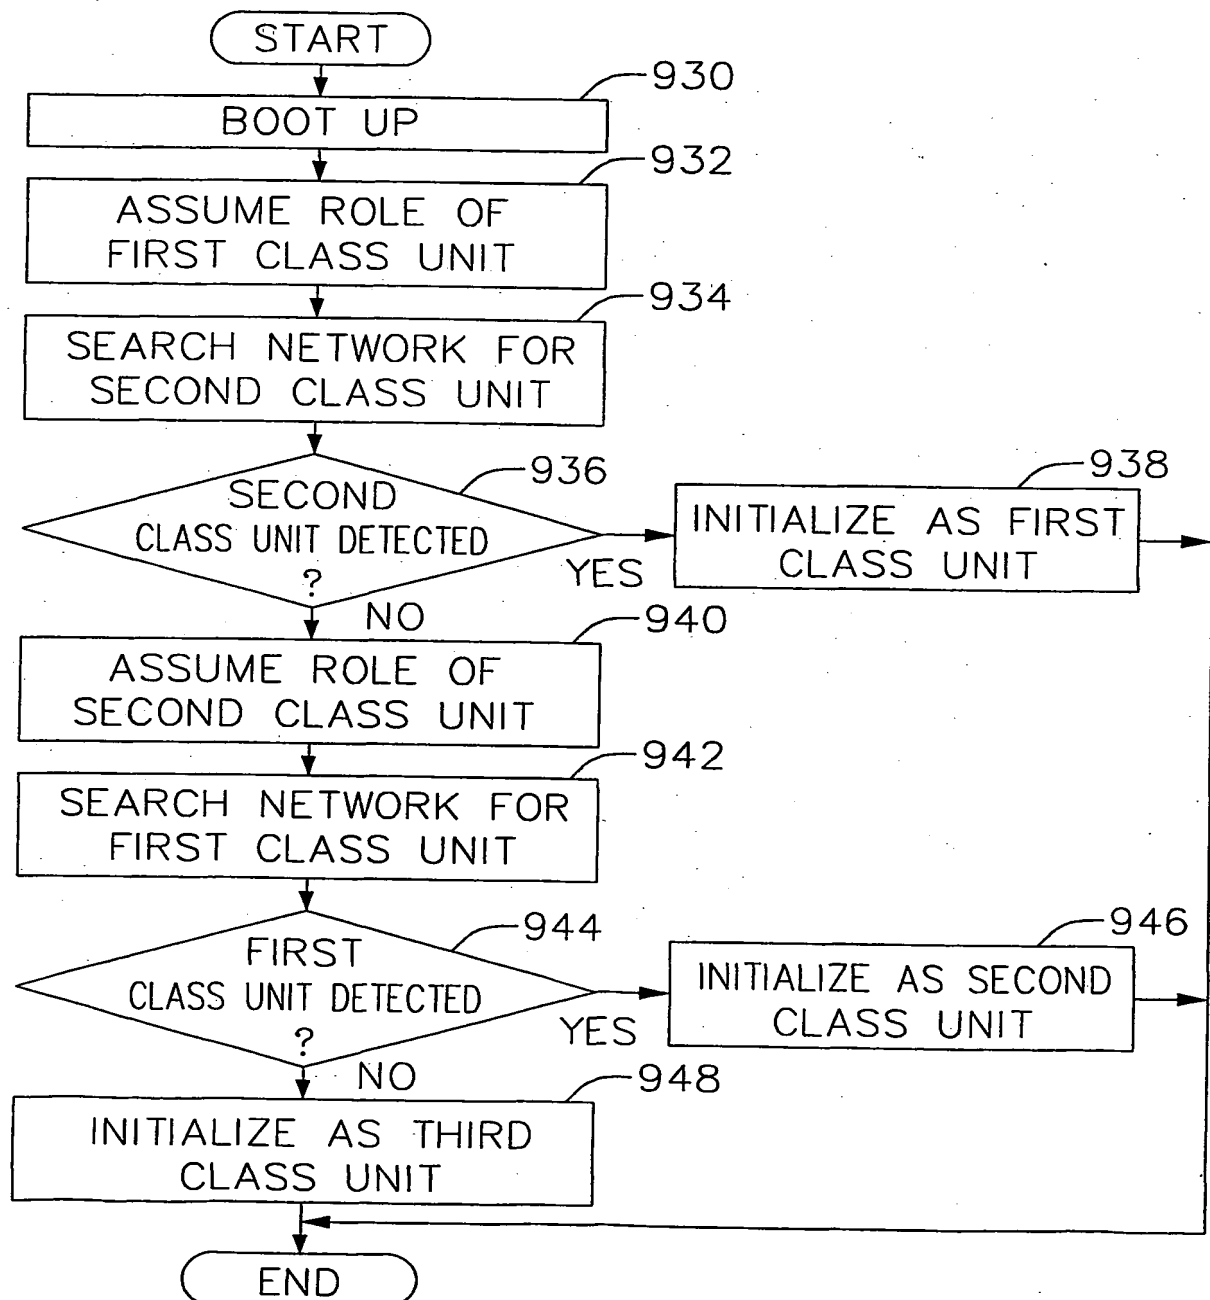 START
930
BOOT UP
932
ASSUME ROLE OF
FIRST CLASS UNIT
934
SEARCH NETWORK FOR
SECOND CLASS UNIT
936
SECOND
CLASS UNIT DETECTED
?
YES
NO
938
INITIALIZE AS FIRST
CLASS UNIT
940
ASSUME ROLE OF
SECOND CLASS UNIT
942
SEARCH NETWORK FOR
FIRST CLASS UNIT
944
FIRST
CLASS UNIT DETECTED
?
YES
NO
946
INITIALIZE AS SECOND
CLASS UNIT
948
INITIALIZE AS THIRD
CLASS UNIT
END